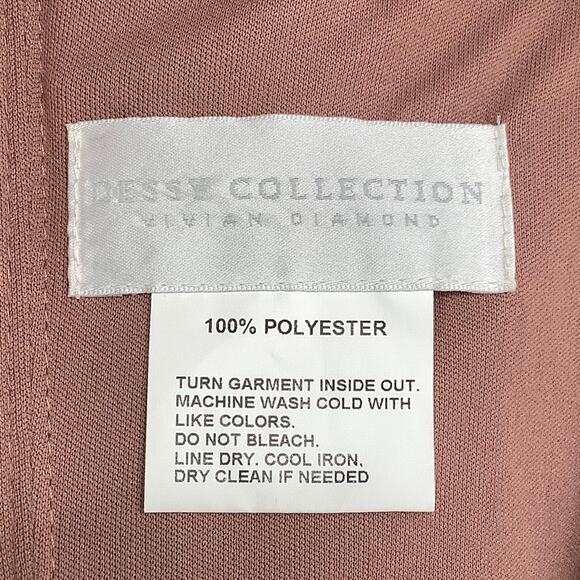 DESSY COLLECTION
VIVIAN DIAMOND
100% POLYESTER
TURN GARMENT INSIDE OUT.
MACHINE WASH COLD WITH
LIKE COLORS.
DO NOT BLEACH.
LINE DRY. COOL IRON,
DRY CLEAN IF NEEDED